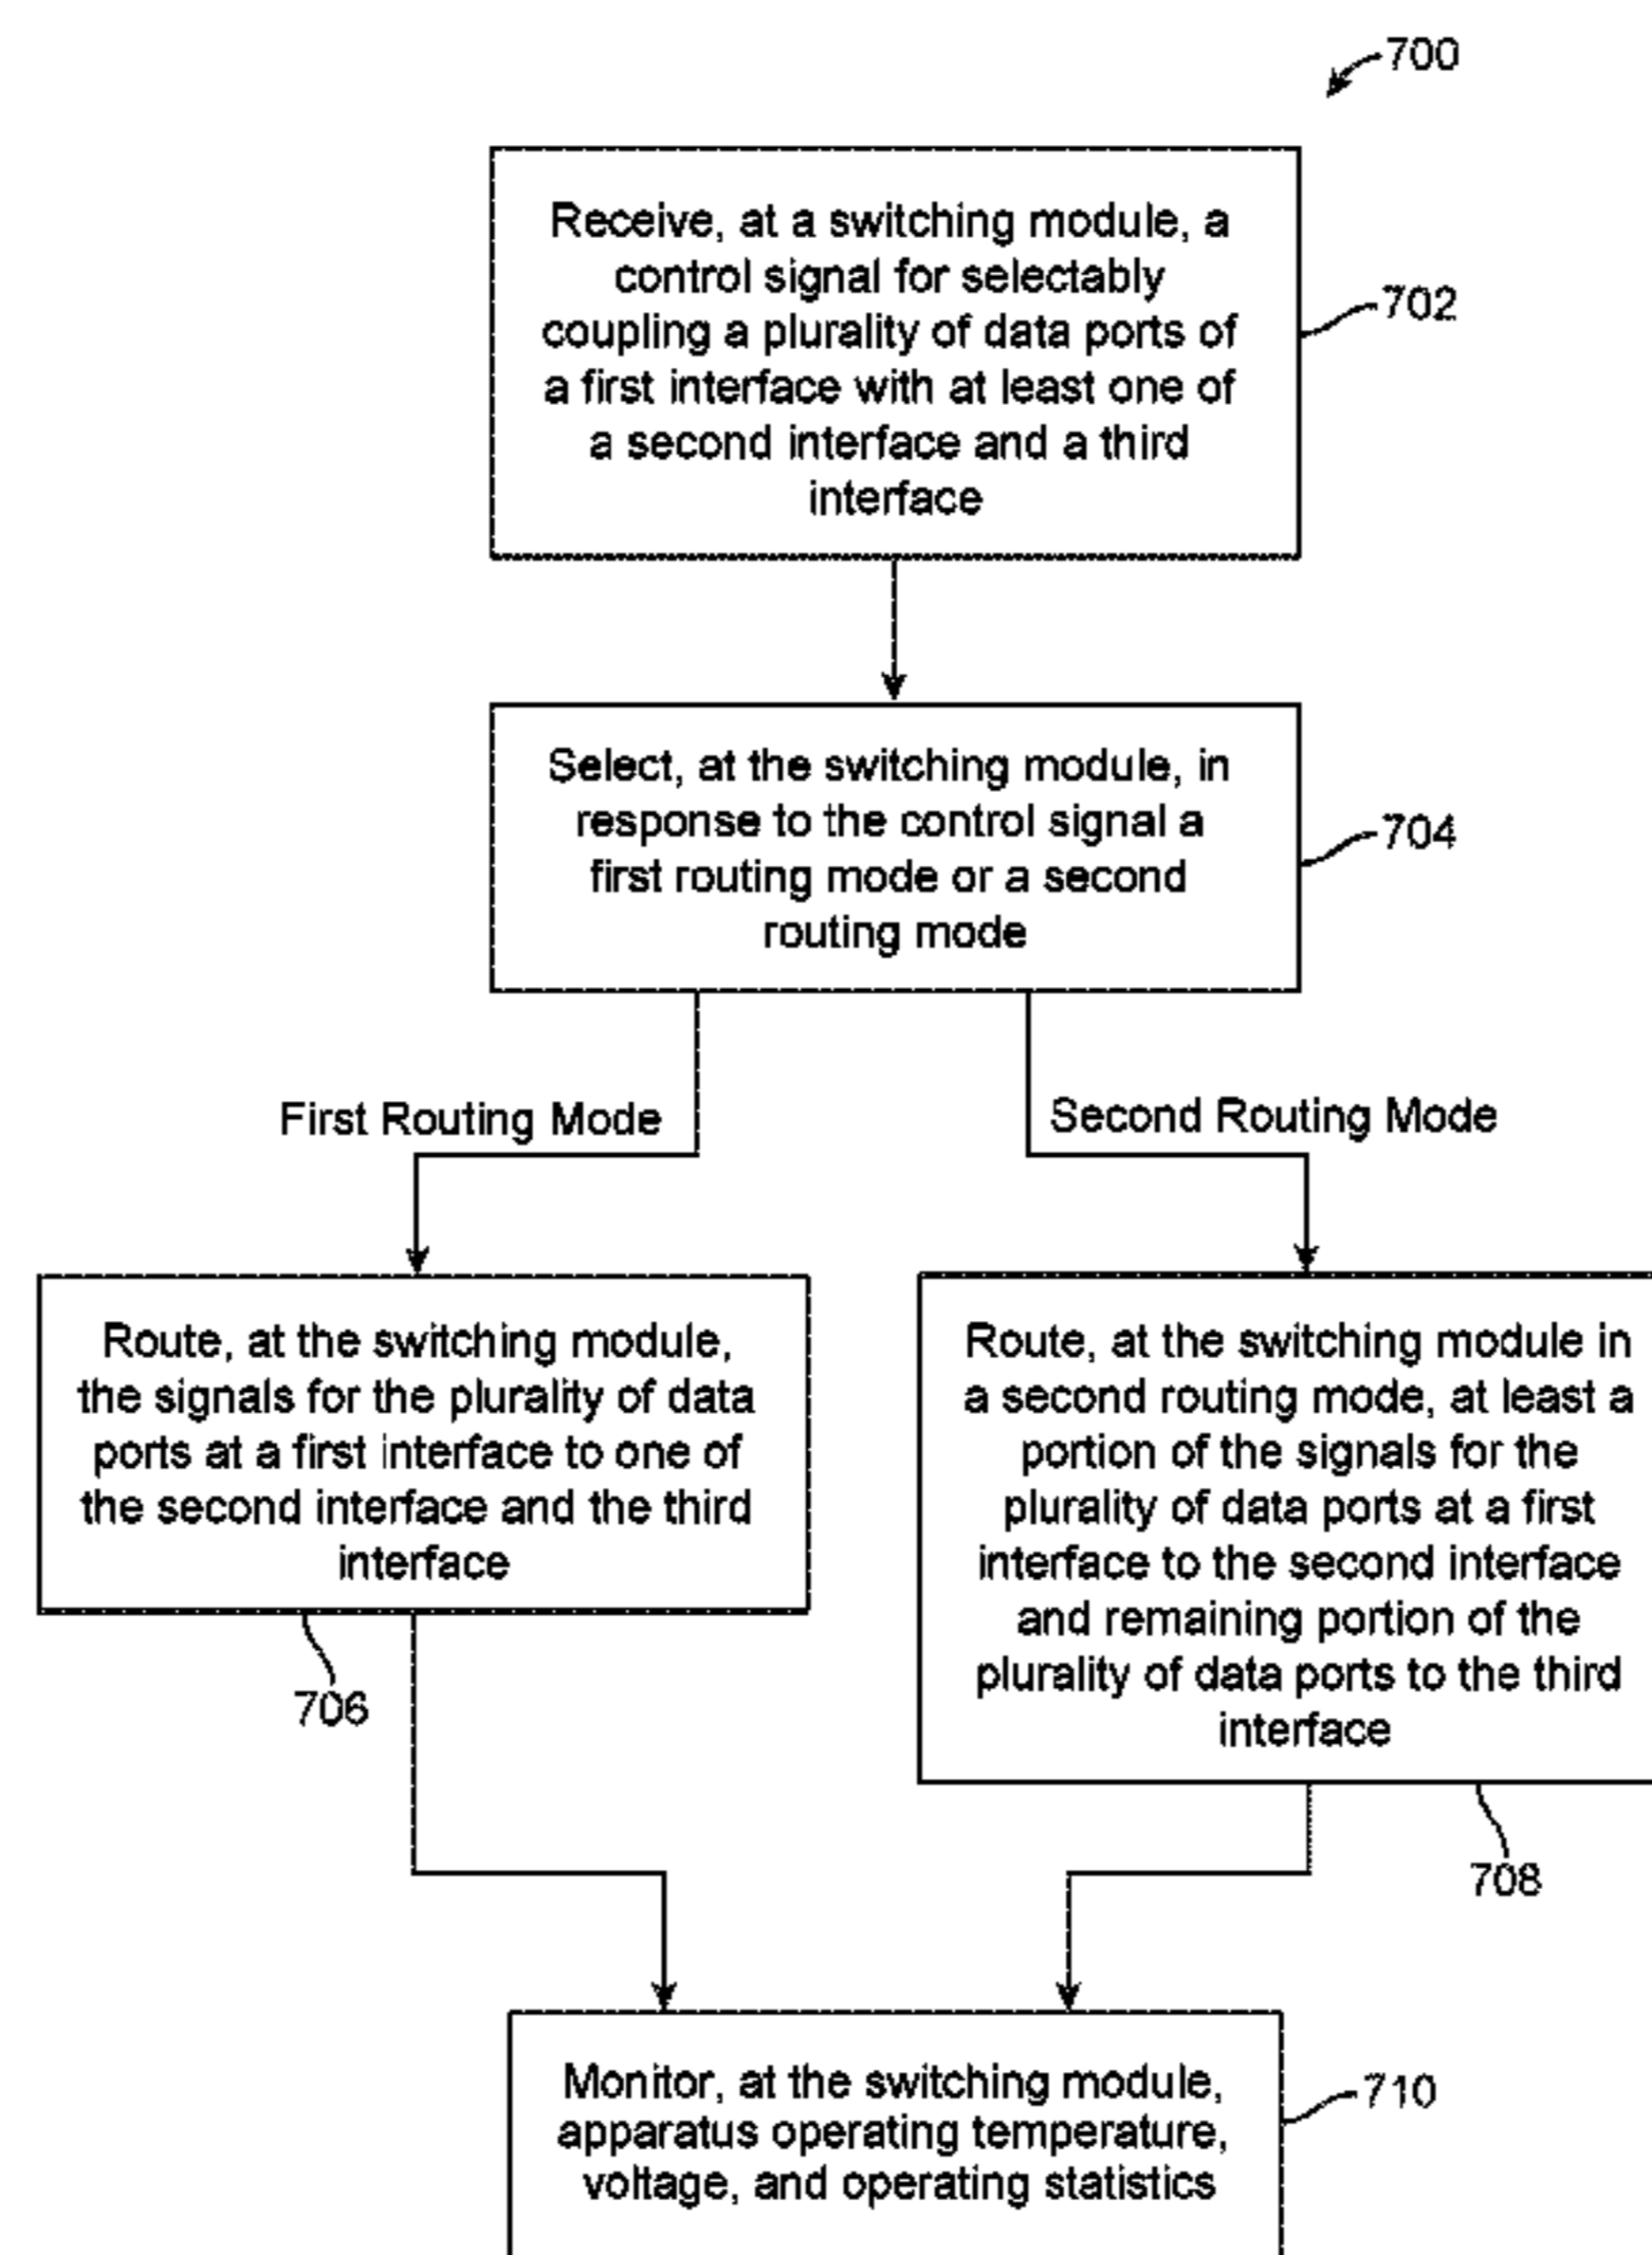 700
Receive, at a switching module, a
control signal for selectably
coupling a plurality of data ports of
a first interface with at least one of
a second interface and a third
interface
702
Select, at the switching module, in
response to the control signal a
first routing mode or a second
routing mode
704
First Routing Mode
Second Routing Mode
Route, at the switching module,
the signals for the plurality of data
ports at a first interface to one of
the second interface and the third
interface
706
Route, at the switching module in
a second routing mode, at least a
portion of the signals for the
plurality of data ports at a first
interface to the second interface
and remaining portion of the
plurality of data ports to the third
interface
708
Monitor, at the switching module,
apparatus operating temperature,
voltage, and operating statistics
710